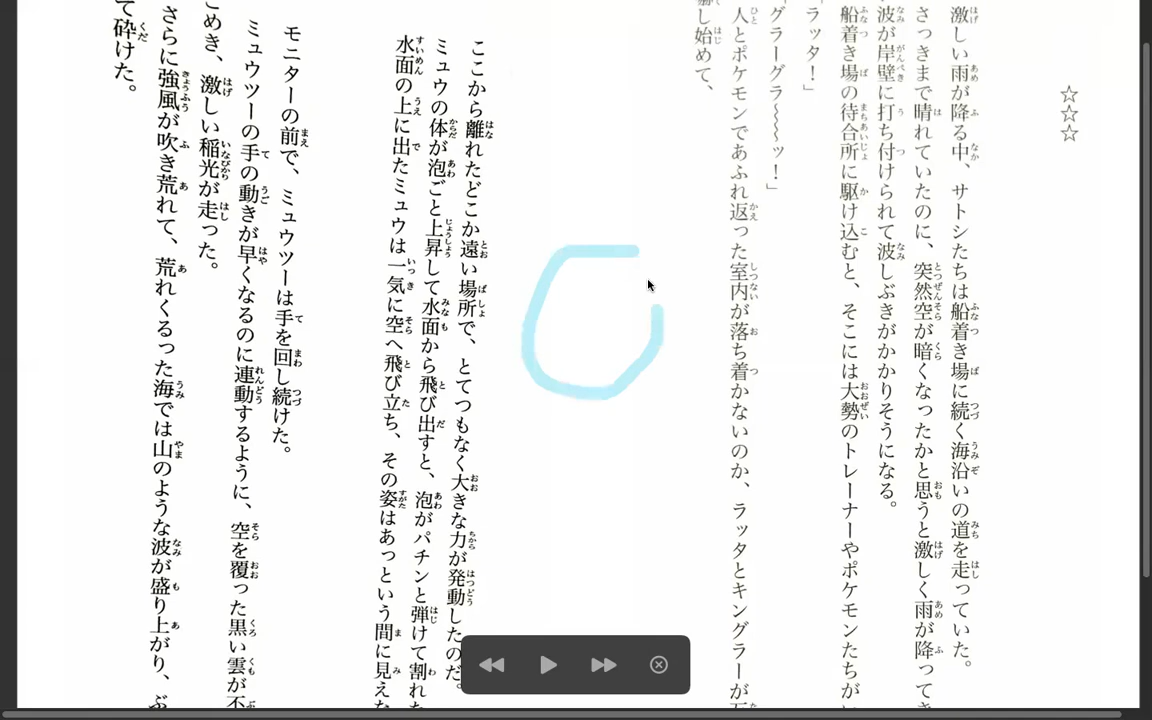 ☆☆☆
激しい雨が降る中、サトシたちは船着き場に続く海沿いの道を走っていた。
さっきまで晴れていたのに、突然空が暗くなったかと思うと激しく雨が降ってき
波が岸壁に打ち付けられて波しぶきがかかりそうになる。
船着き場の待合所に駆け込むと、そこには大勢のトレーナーやポケモンたちが
「ラッタ！」
「グラーグラ〜〜〜ッ！」
人とポケモンであふれ返った室内が落ち着かないのか、ラッタとキングラーが
し始めて、
ここから離れたどこか遠い場所で、とてつもなく大きな力が発動したのだ。
ミュウの体が泡ごと上昇して水面から飛び出すと、泡がパチンと弾けて割れた
水面の上に出たミュウは一気に空へ飛び立ち、その姿はあっという間に見えな
モニターの前で、ミュウツーは手を回し続けた。
ミュウツーの手の動きが早くなるのに連動するように、空を覆った黒い雲が不
ごめき、激しい稲光が走った。
さらに強風が吹き荒れて、荒れくるった海では山のような波が盛り上がり、ぶ
て砕けた。